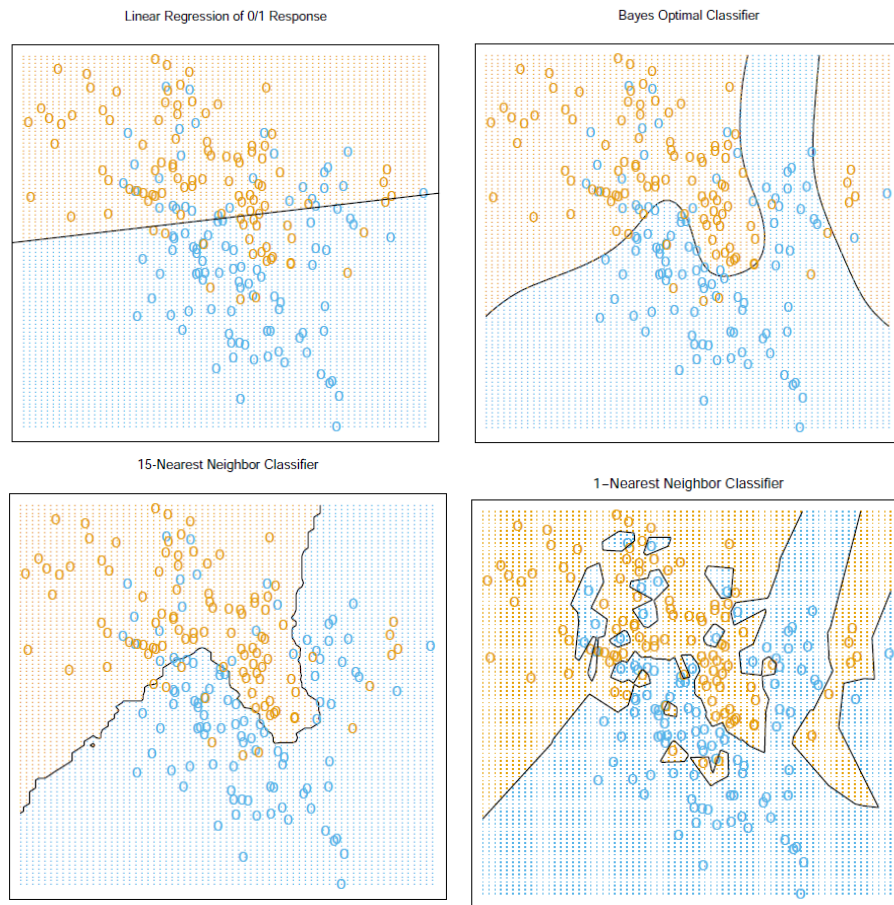 Linear Regression of 0/1 Response
Bayes Optimal Classifier
15-Nearest Neighbor Classifier
1−Nearest Neighbor Classifier